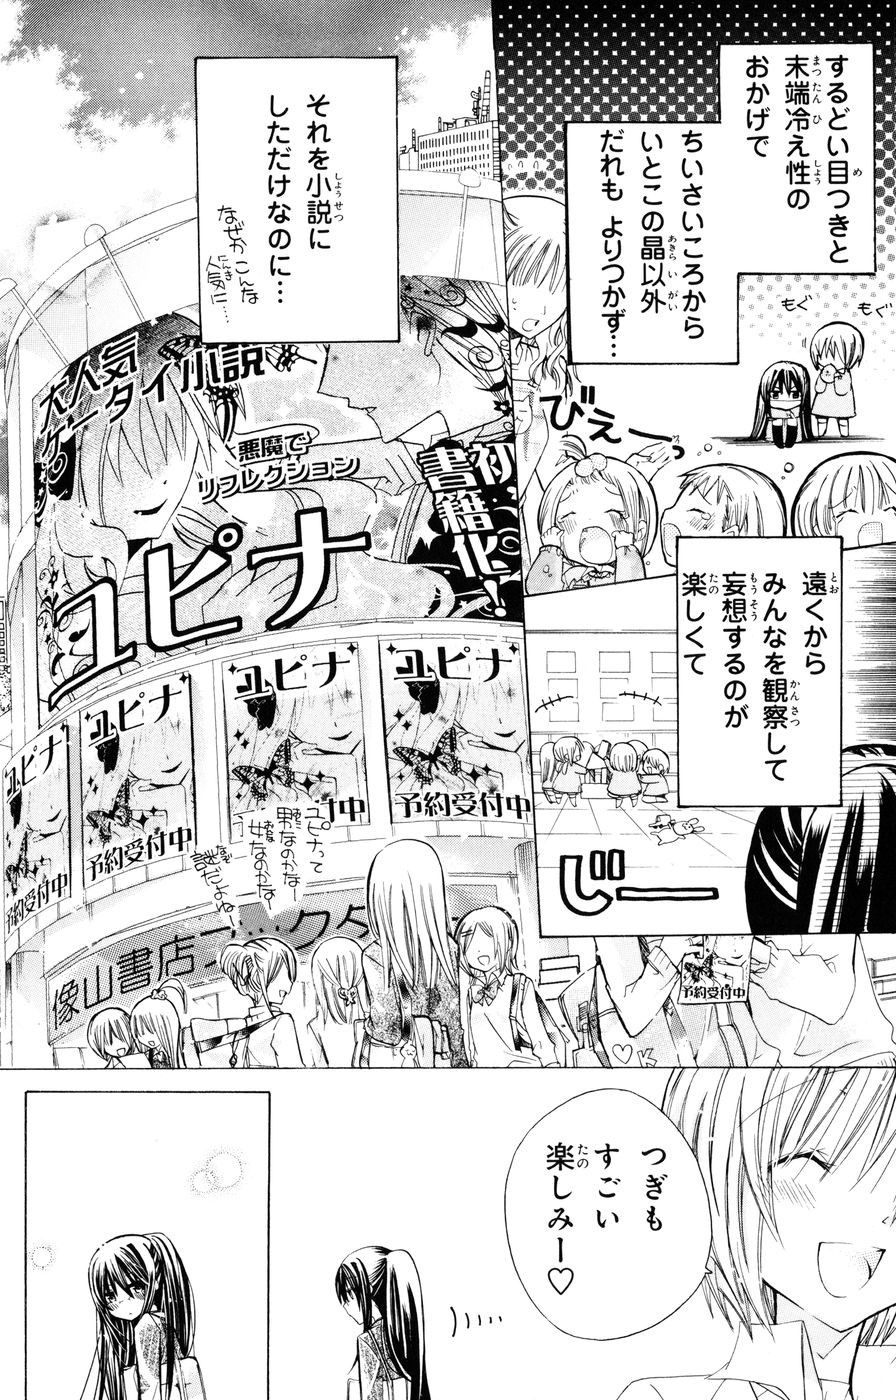 するどい目つきと
末端冷え性の
おかげで
ちいさいころから
いとこの晶以外
だれも よりつかず…
もぐ
もぐ
びえー
遠くから
みんなを観察して
妄想するのが
楽しくて
じー
それを小説に
しただけなのに…
なぜかこんな
人気に…
大人気
ケータイ小説
悪魔で
リフレクション
初、
書籍化!
ユピナ
ユピナ
予約受付中
ユピナ
予約受付中
ユピナ
予約受付中
ユピナ
予約受付中
ユピナって
男なのかなー
女なのかなー
謎だよねー
像山書店コ
クタ
予約受付中
K
つぎも
すごい
楽しみー♡